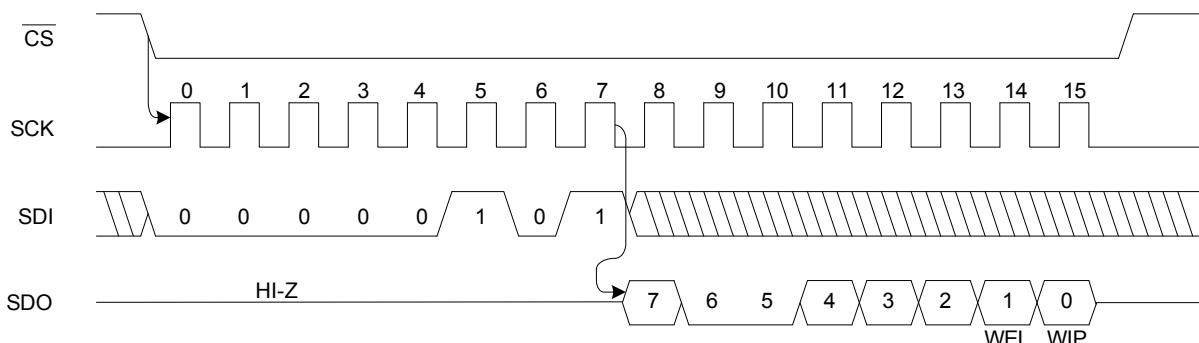 CS
0 1 2 3 4 5 6 7 8 9 10 11 12 13 14 15
SCK
SDI 0 0 0 0 0 1 0 1
HI-Z
SDO 7 6 5 4 3 2 1 0
WEL WIP